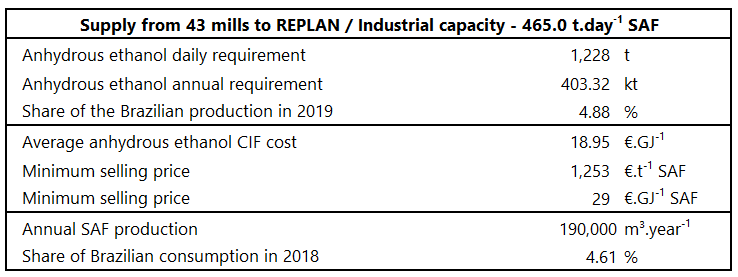 Supply from 43 mills to REPLAN / Industrial capacity - 465.0 t.day⁻¹ SAF
Anhydrous ethanol daily requirement 1,228 t
Anhydrous ethanol annual requirement 403.32 kt
Share of the Brazilian production in 2019 4.88 %
Average anhydrous ethanol CIF cost 18.95 €.GJ⁻¹
Minimum selling price 1,253 €.t⁻¹ SAF
Minimum selling price 29 €.GJ⁻¹ SAF
Annual SAF production 190,000 m³.year⁻¹
Share of Brazilian consumption in 2018 4.61 %